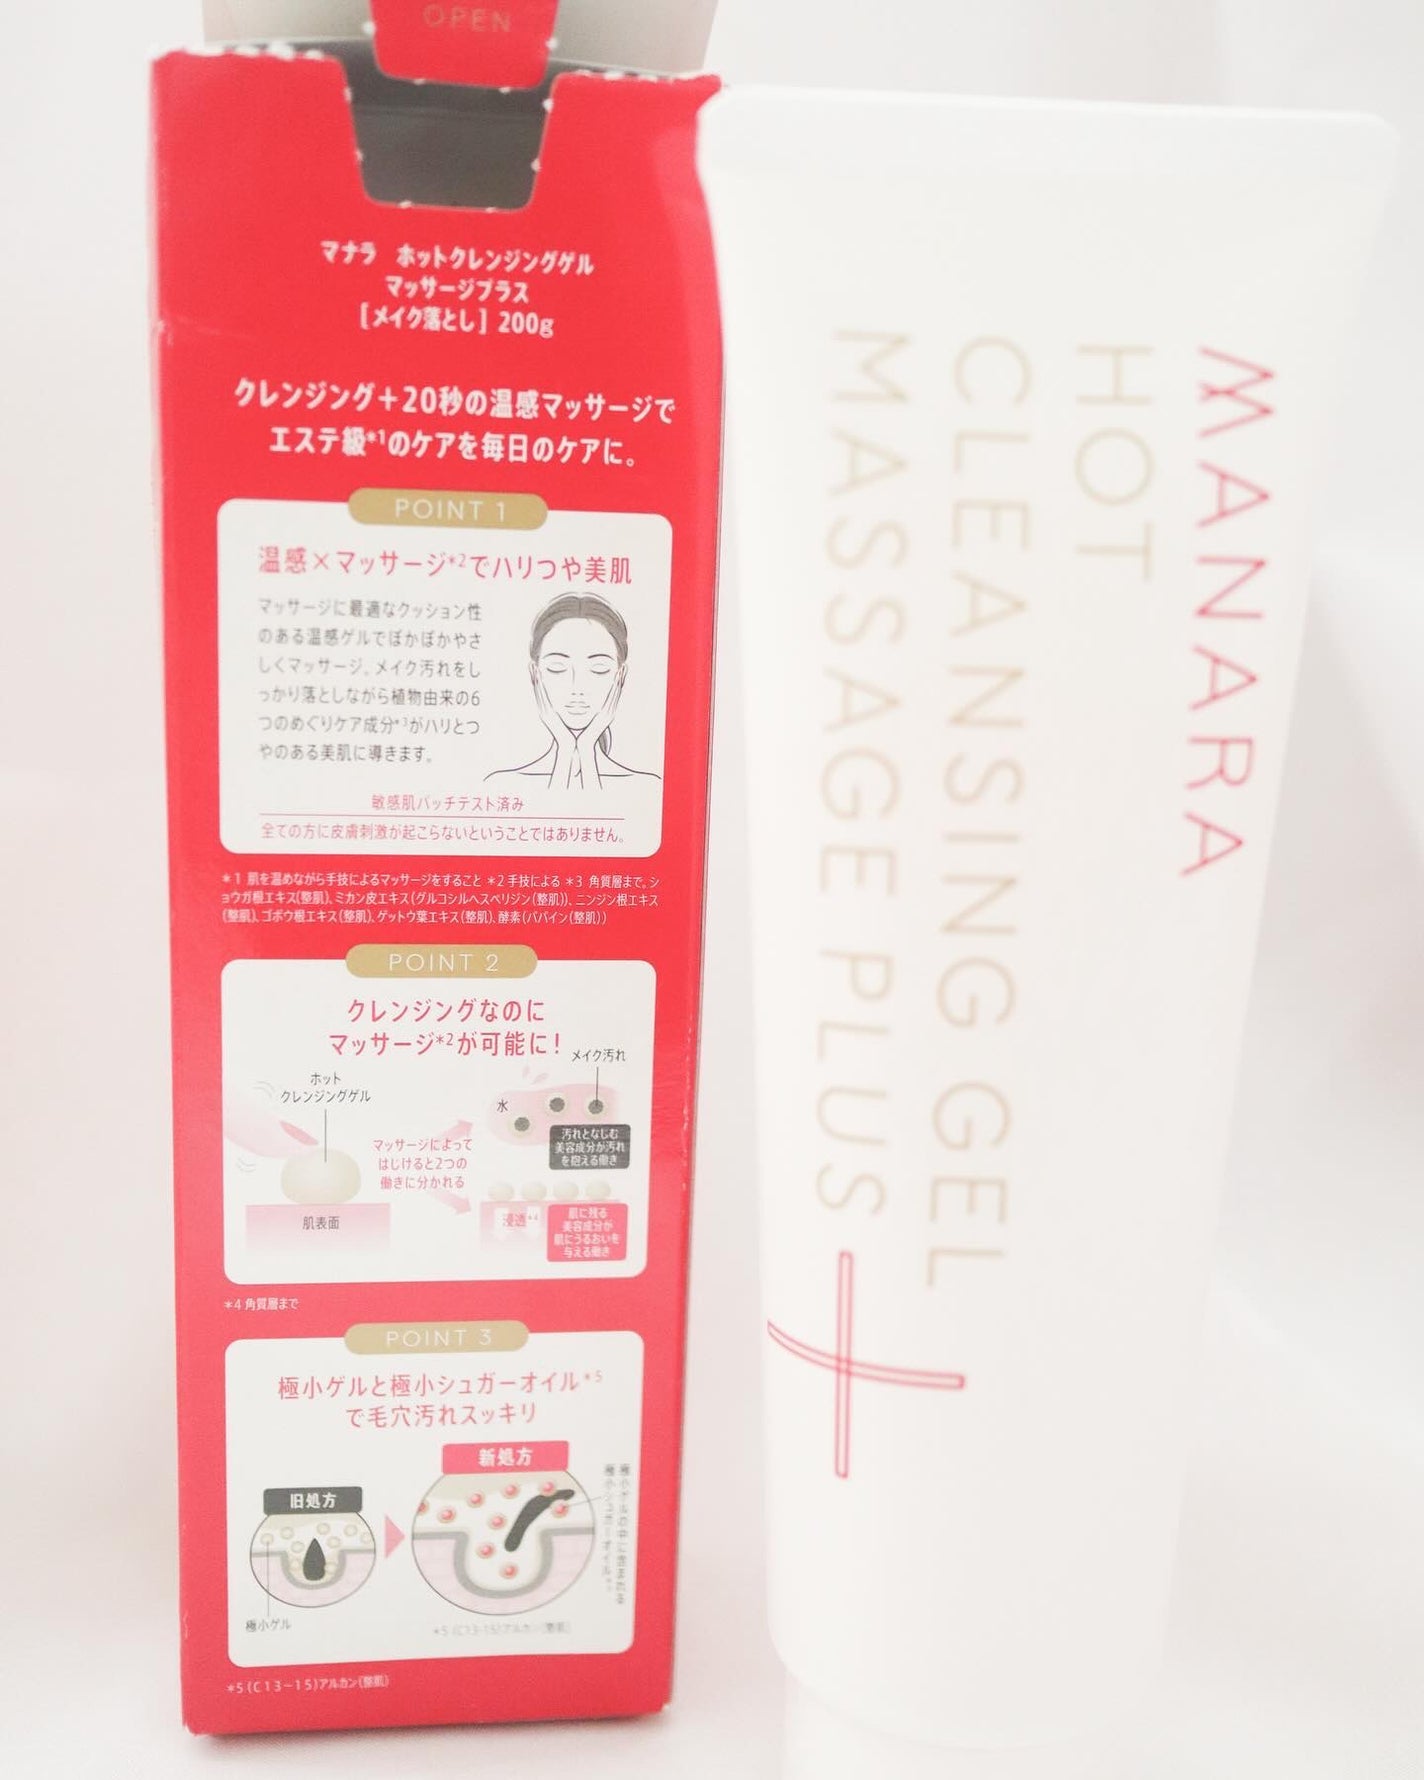 OPEN
マナラ ホットクレンジングゲル
マッサージプラス
[メイク落とし] 200g
クレンジング＋20秒の温感マッサージで
エステ級*1のケアを毎日のケアに。
POINT 1
温感×マッサージ*2でハリつや美肌
マッサージに最適なクッション性
のある温感ゲルでぽかぽかやさ
しくマッサージ。メイク汚れをし
っかり落としながら植物由来の6
つのめぐりケア成分*3がハリとつ
やのある美肌に導きます。
敏感肌パッチテスト済み
全ての方に皮膚刺激が起こらないということではありません。
*1 肌を温めながら手技によるマッサージをすること *2 手技による *3 角質層まで。シ
ョウガ根エキス(整肌)、ミカン皮エキス(グルコシルヘスペリジン(整肌))、ニンジン根エキス
(整肌)、ゴボウ根エキス(整肌)、ゲットウ葉エキス(整肌)、酵素(パパイン(整肌))
POINT 2
クレンジングなのに
マッサージ*2が可能に!
メイク汚れ
ホット
クレンジングゲル
水
マッサージによって
はじけると2つの
働きに分かれる
汚れとなじむ
美容成分が汚れ
を抱える働き
肌表面
浸透*4
肌に残る
美容成分が
肌にうるおいを
与える働き
*4 角質層まで
POINT 3
極小ゲルと極小シュガーオイル*5
で毛穴汚れスッキリ
新処方
旧処方
極小ゲル
*5 (C13-15)アルカン(整肌)
*5 (C13−15)アルカン(整肌)
MANARA
HOT
CLEANSING GEL
MASSAGE PLUS